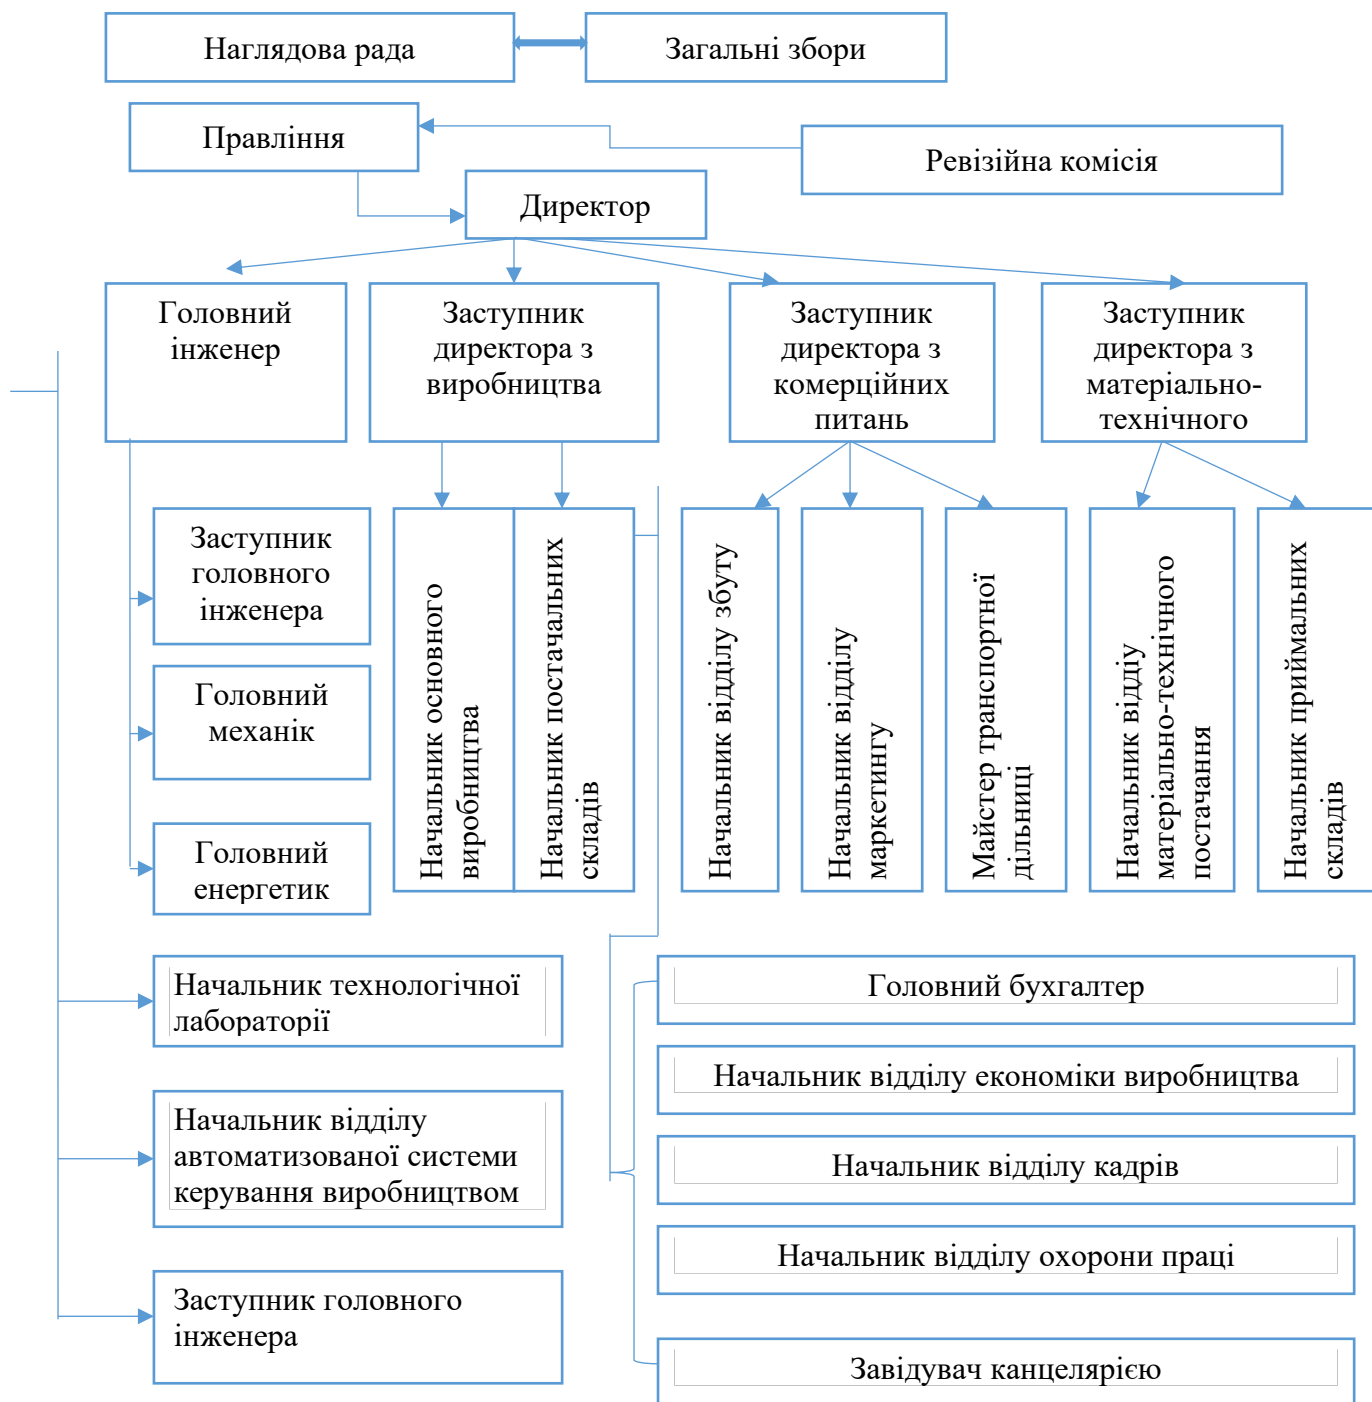 Наглядова рада
Загальні збори
Правління
Ревізійна комісія
Директор
Головний
інженер
Заступник
директора з
виробництва
Заступник
директора з
комерційних
питань
Заступник
директора з
матеріально-
технічного
Заступник
головного
інженера
Головний
механік
Головний
енергетик
Начальник основного
виробництва
Начальник постачальних
складів
Начальник відділу збуту
Начальник відділу
маркетингу
Майстер транспортної
дільниці
Начальник відділу
матеріально-технічного
постачання
Начальник приймальних
складів
Начальник технологічної
лабораторії
Начальник відділу
автоматизованої системи
керування виробництвом
Заступник головного
інженера
Головний бухгалтер
Начальник відділу економіки виробництва
Начальник відділу кадрів
Начальник відділу охорони праці
Завідувач канцелярією